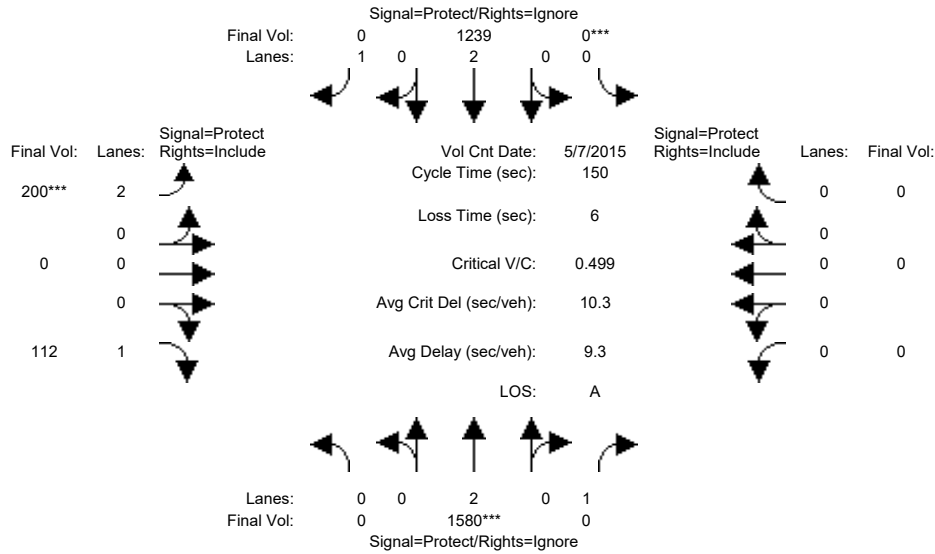 Signal=Protect/Rights=Ignore
Final Vol: 0 1239 0***
Lanes: 1 0 2 0 0
Signal=Protect Signal=Protect
Final Vol: Lanes: Rights=Include Vol Cnt Date: 5/7/2015 Rights=Include Lanes: Final Vol:
Cycle Time (sec): 150
200*** 2 0 0
Loss Time (sec): 6
0 0
0 0 Critical V/C: 0.499 0 0
0 Avg Crit Del (sec/veh): 10.3 0
112 1 Avg Delay (sec/veh): 9.3 0 0
LOS: A
Lanes: 0 0 2 0 1
Final Vol: 0 1580*** 0
Signal=Protect/Rights=Ignore